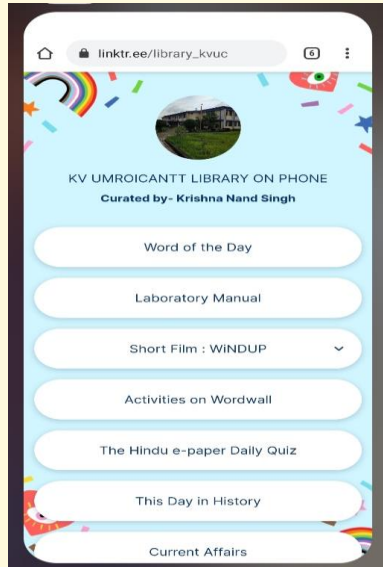 linktr.ee/library_kvuc
6
KV UMROICANTT LIBRARY ON PHONE
Curated by- Krishna Nand Singh
Word of the Day
Laboratory Manual
Short Film : WiNDUP
Activities on Wordwall
The Hindu e-paper Daily Quiz
This Day in History
Current Affairs